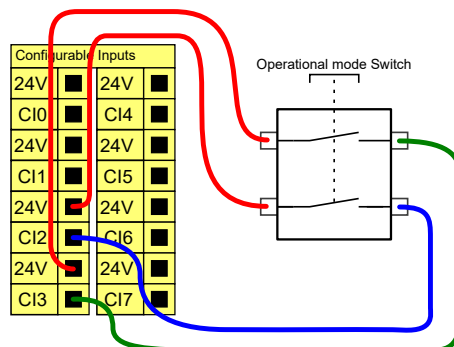 Configurable Inputs
Operational mode Switch
24V 24V
CI0 CI4
24V 24V
CI1 CI5
24V 24V
CI2 CI6
24V 24V
CI3 CI7